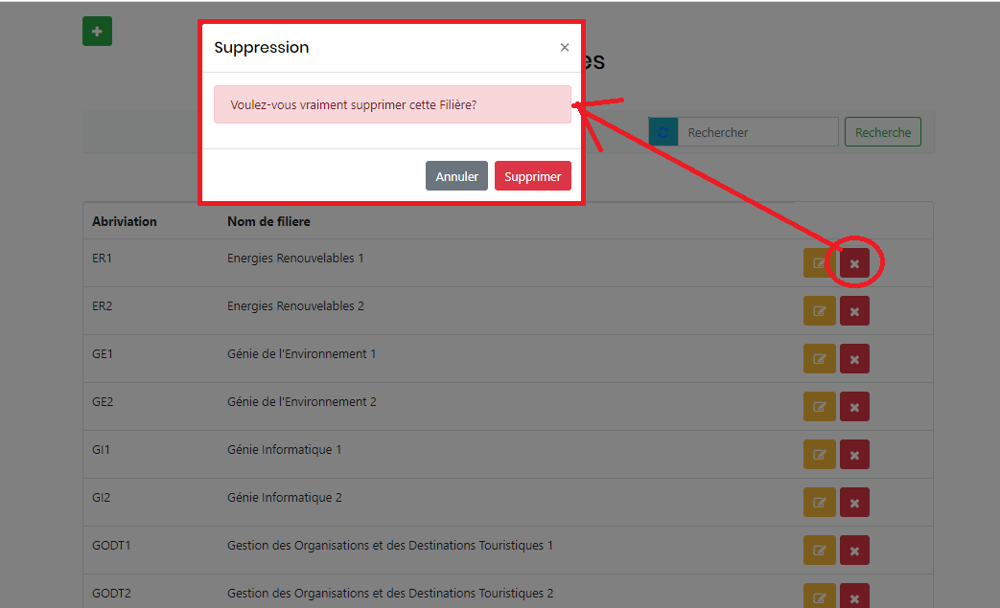 Suppression ×
es
Voulez-vous vraiment supprimer cette Filière?
Rechercher Recherche
Annuler Supprimer
Abriviation Nom de filiere
ER1 Energies Renouvelables 1
ER2 Energies Renouvelables 2
GE1 Génie de l'Environnement 1
GE2 Génie de l'Environnement 2
GI1 Génie Informatique 1
GI2 Génie Informatique 2
GODT1 Gestion des Organisations et des Destinations Touristiques 1
GODT2 Gestion des Organisations et des Destinations Touristiques 2